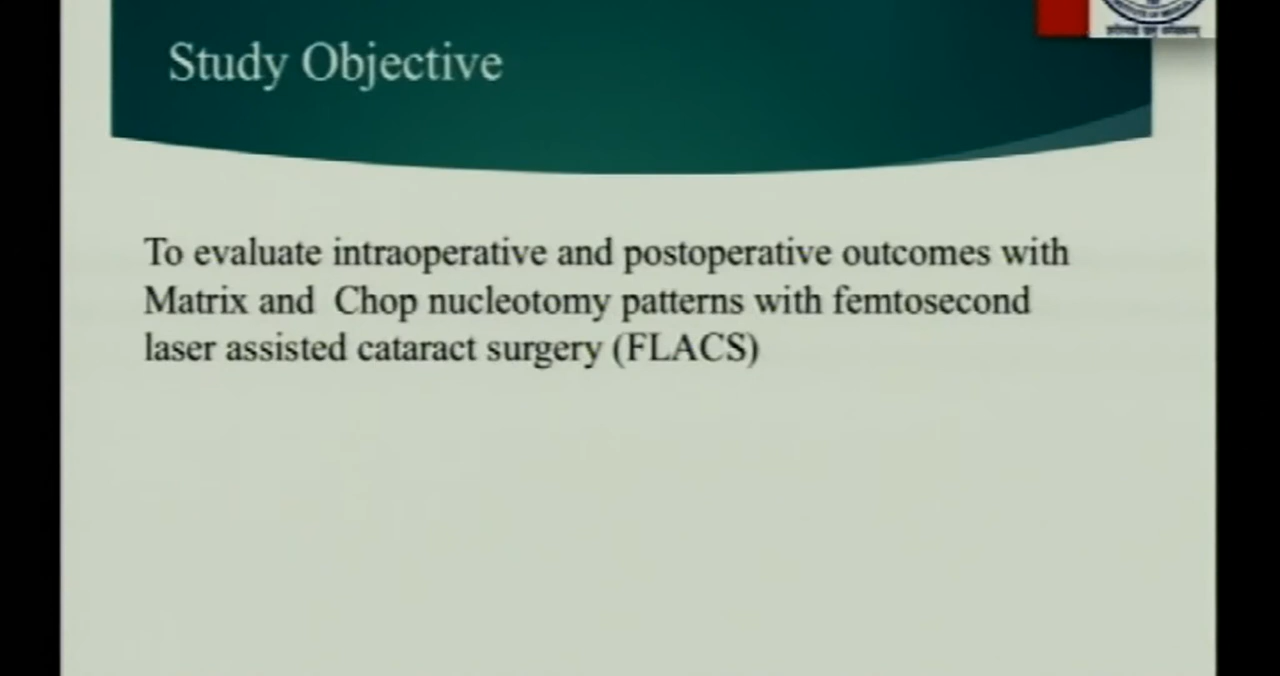 Study Objective
To evaluate intraoperative and postoperative outcomes with
Matrix and Chop nucleotomy patterns with femtosecond
laser assisted cataract surgery (FLACS)